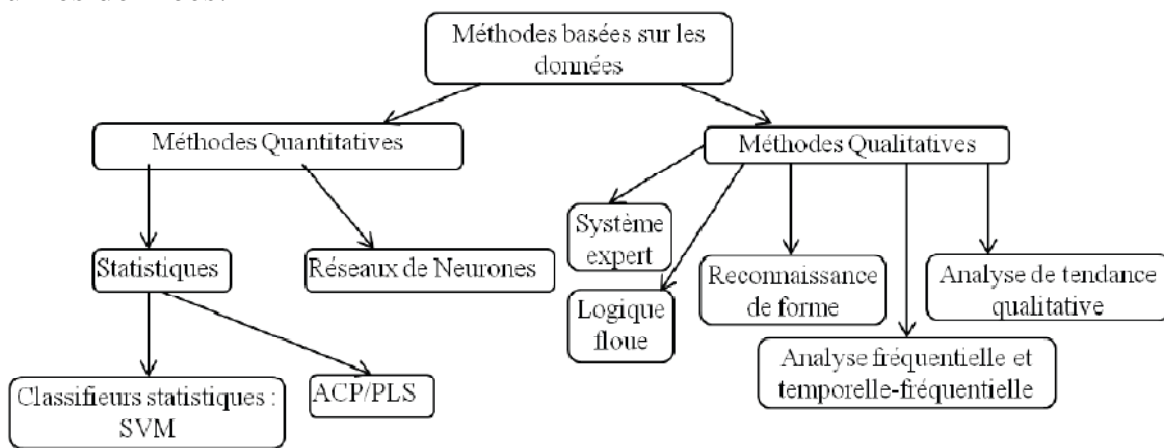 Méthodes basées sur les
données
Méthodes Quantitatives
Méthodes Qualitatives
Système
expert
Statistiques
Réseaux de Neurones
Reconnaissance
de forme
Analyse de tendance
qualitative
Logique
floue
Analyse fréquentielle et
temporelle-fréquentielle
Classifieurs statistiques :
SVM
ACP/PLS